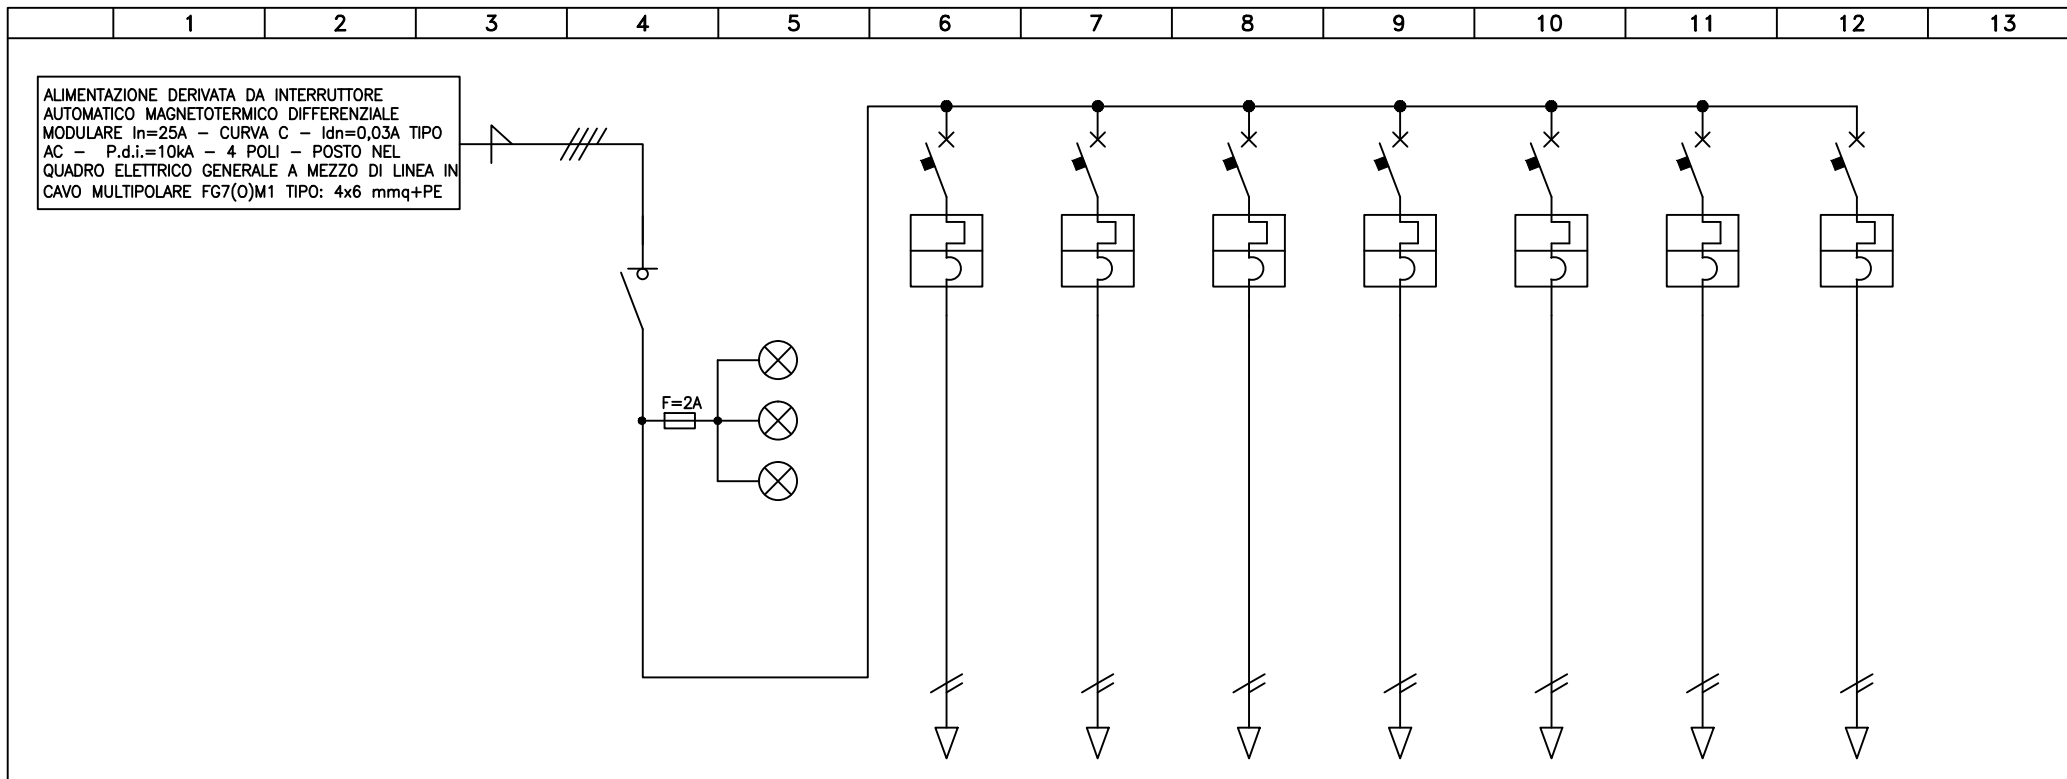 1 2 3 4 5 6 7 8 9 10 11 12 13
ALIMENTAZIONE DERIVATA DA INTERRUTTORE
AUTOMATICO MAGNETOTERMICO DIFFERENZIALE
MODULARE In=25A – CURVA C – Idn=0,03A TIPO
AC – P.d.i.=10kA – 4 POLI – POSTO NEL
QUADRO ELETTRICO GENERALE A MEZZO DI LINEA IN
CAVO MULTIPOLARE FG7(O)M1 TIPO: 4x6 mmq+PE
F=2A